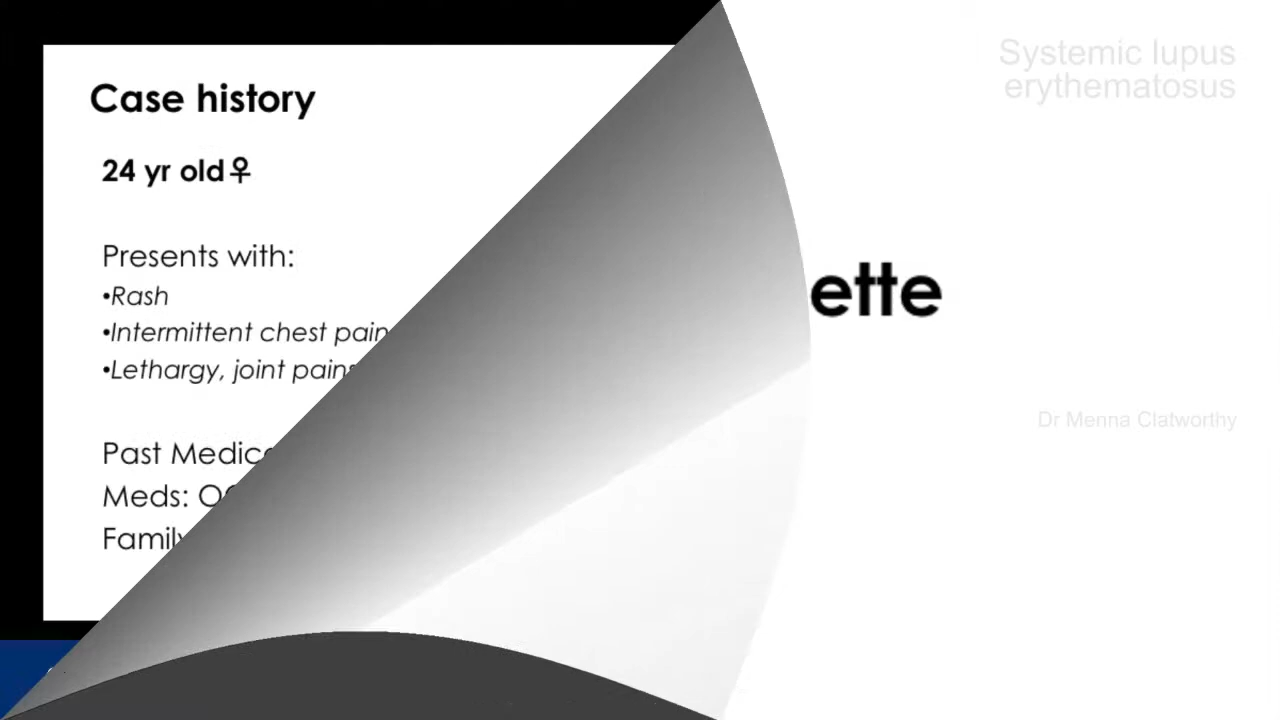 Case history
24 yr old♀
Presents with:
•Rash
•Intermittent chest pain
•Lethargy, joint pains
Past Medic
Meds: O
Family
ette
Systemic lupus
erythematosus
Dr Menna Clatworthy